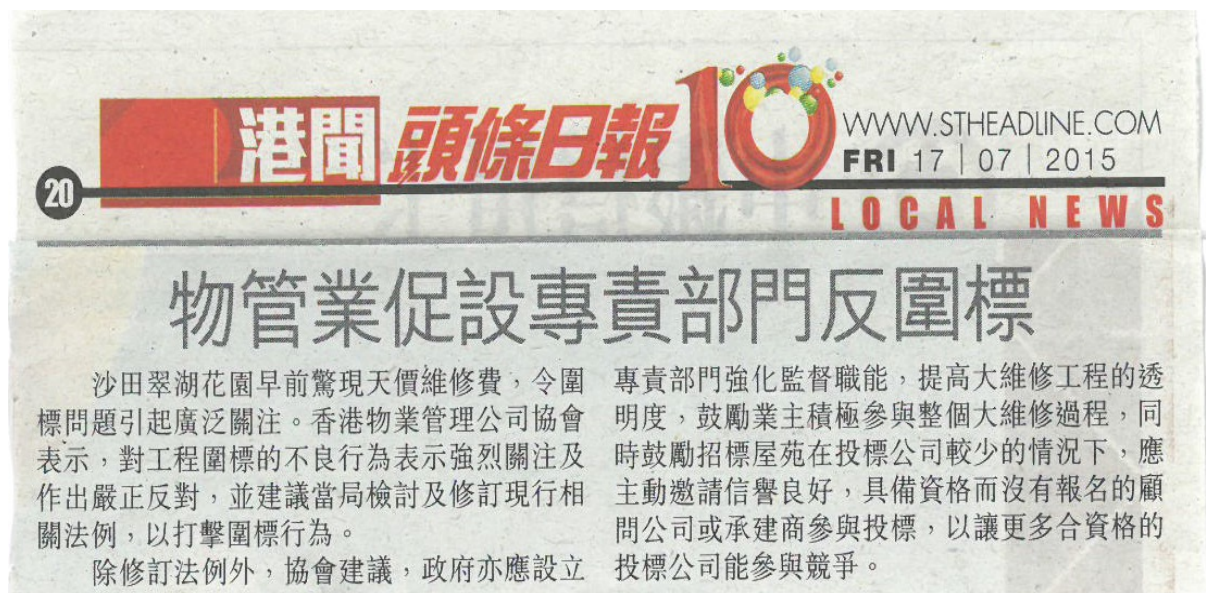 港聞 頭條日報 10
WWW.STHEADLINE.COM
FRI 17 | 07 | 2015
20
LOCAL NEWS
物管業促設專責部門反圍標
沙田翠湖花園早前驚現天價維修費，令圍
標問題引起廣泛關注。香港物業管理公司協會
表示，對工程圍標的不良行為表示強烈關注及
作出嚴正反對，並建議當局檢討及修訂現行相
關法例，以打擊圍標行為。
除修訂法例外，協會建議，政府亦應設立
專責部門強化監督職能，提高大維修工程的透
明度，鼓勵業主積極參與整個大維修過程，同
時鼓勵招標屋苑在投標公司較少的情況下，應
主動邀請信譽良好，具備資格而沒有報名的顧
問公司或承建商參與投標，以讓更多合資格的
投標公司能參與競爭。